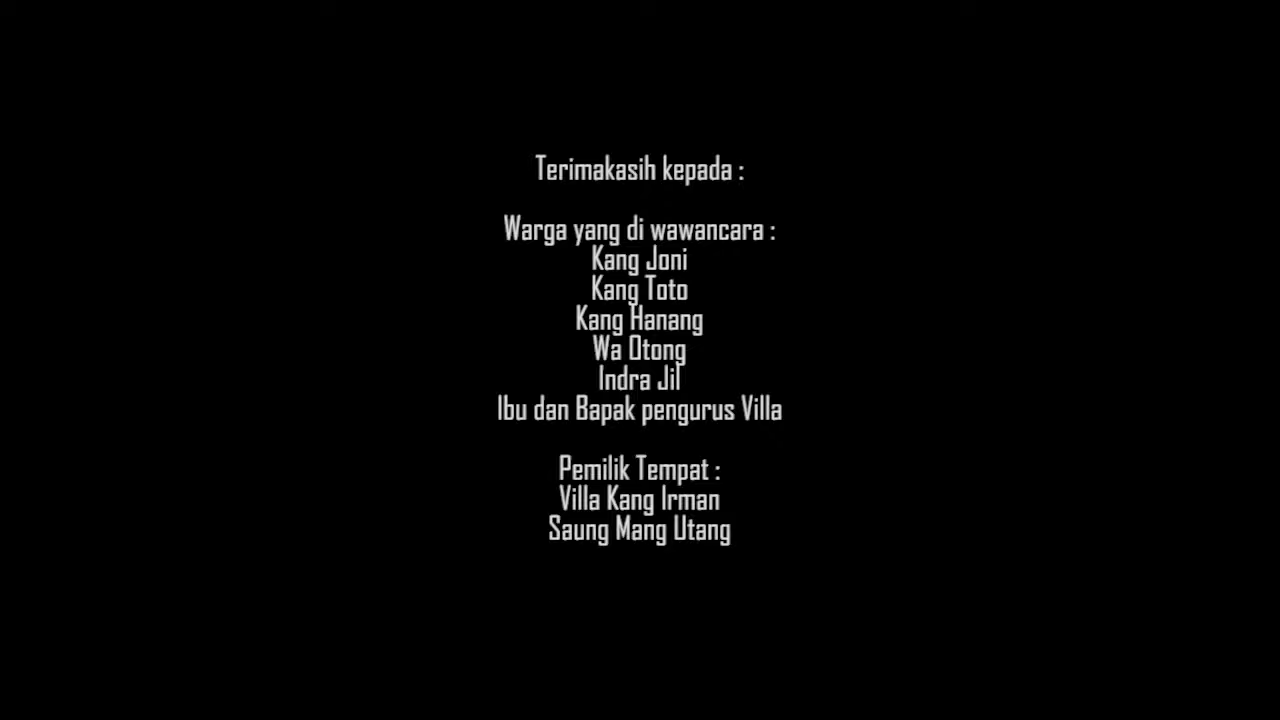 Terimakasih kepada :
Warga yang di wawancara :
Kang Joni
Kang Toto
Kang Hanang
Wa Otong
Indra Jil
Ibu dan Bapak pengurus Villa
Pemilik Tempat :
Villa Kang Irman
Saung Mang Utang